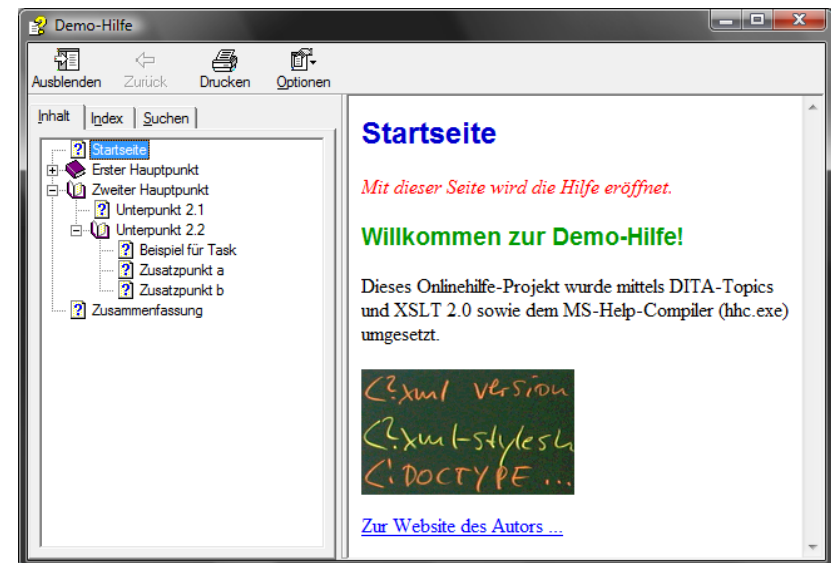 Demo-Hilfe
Ausblenden Zurück Drucken Optionen
Inhalt Index Suchen
Startseite
Erster Hauptpunkt
Zweiter Hauptpunkt
Unterpunkt 2.1
Unterpunkt 2.2
Beispiel für Task
Zusatzpunkt a
Zusatzpunkt b
Zusammenfassung
Startseite
Mit dieser Seite wird die Hilfe eröffnet.
Willkommen zur Demo-Hilfe!
Dieses Onlinehilfe-Projekt wurde mittels DITA-Topics
und XSLT 2.0 sowie dem MS-Help-Compiler (hhc.exe)
umgesetzt.
<?xml version
<?xml-stylesh
<!DOCTYPE ...
Zur Website des Autors ...